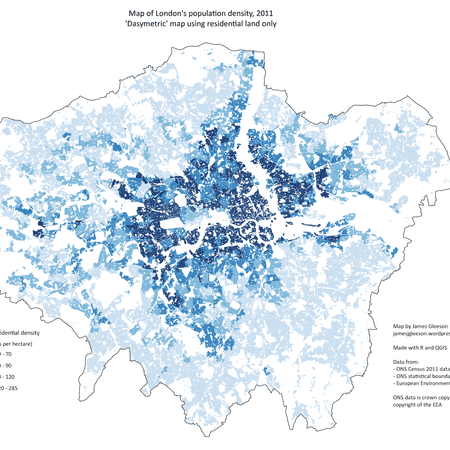 Map of London's population density, 2011
'Dasymetric' map using residential land only
idential density
s per hectare)
- 70
- 90
- 120
20 - 285
Map by James Gleeson
jamesjgleeson.wordpres
Made with R and QGIS
Data from:
- ONS Census 2011 data
- ONS statistical bounda
- European Environment
ONS data is crown copy
copyright of the EEA